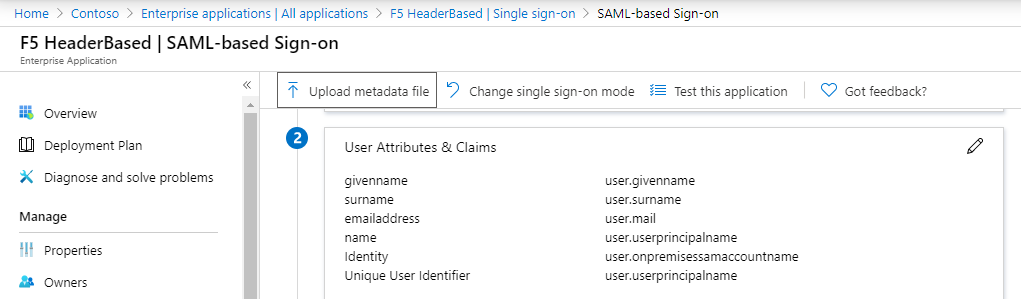 Home > Contoso > Enterprise applications | All applications > F5 HeaderBased | Single sign-on > SAML-based Sign-on
F5 HeaderBased | SAML-based Sign-on
Enterprise Application
«
Upload metadata file Change single sign-on mode Test this application Got feedback?
Overview
Deployment Plan
Diagnose and solve problems
Manage
Properties
Owners
2
User Attributes & Claims
givenname user.givenname
surname user.surname
emailaddress user.mail
name user.userprincipalname
Identity user.onpremisessamaccountname
Unique User Identifier user.userprincipalname